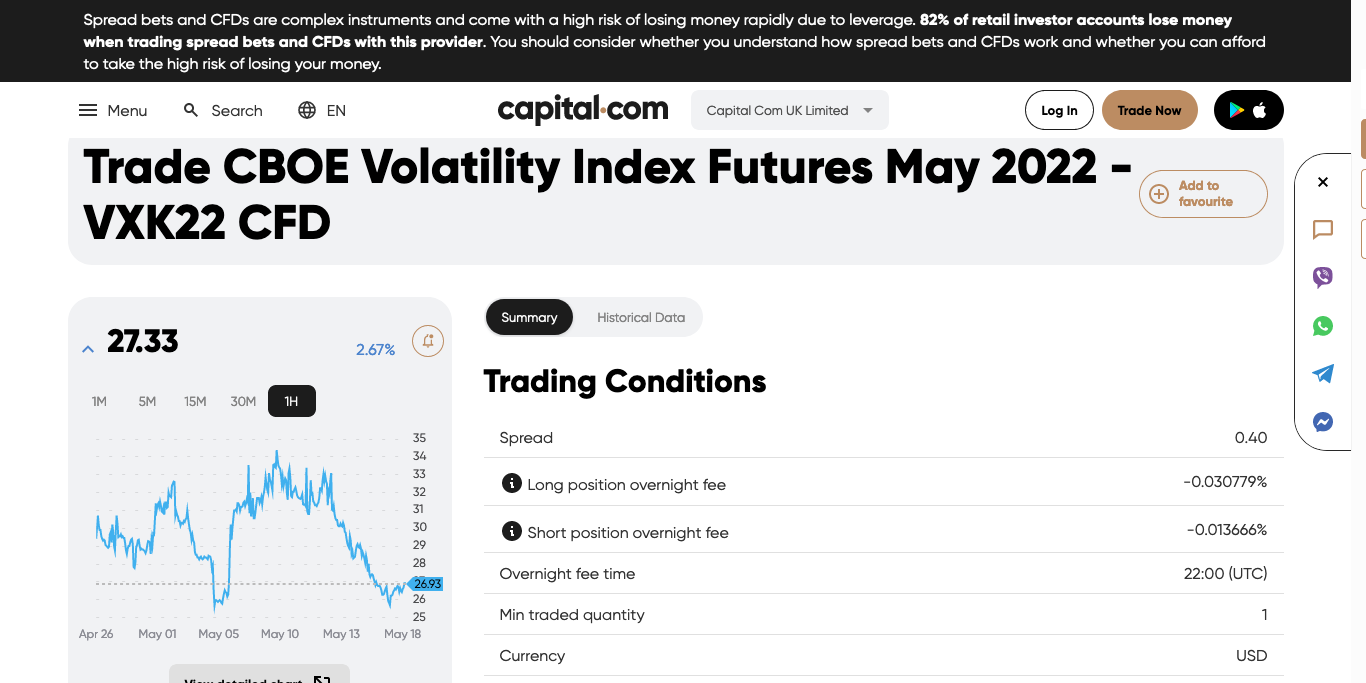 Spread bets and CFDs are complex instruments and come with a high risk of losing money rapidly due to leverage. 82% of retail investor accounts lose money
when trading spread bets and CFDs with this provider. You should consider whether you understand how spread bets and CFDs work and whether you can afford
to take the high risk of losing your money.
Menu
Search
EN
capital.com
Capital Com UK Limited
Log In
Trade Now
Trade CBOE Volatility Index Futures May 2022 -
VXK22 CFD
Add to
favourite
27.33
2.67%
1M
5M
15M
30M
1H
35
34
33
32
31
30
29
28
26.93
26
25
Apr 26
May 01
May 05
May 10
May 13
May 18
View detailed chart
Summary
Historical Data
Trading Conditions
Spread
0.40
Long position overnight fee
-0.030779%
Short position overnight fee
-0.013666%
Overnight fee time
22:00 (UTC)
Min traded quantity
1
Currency
USD